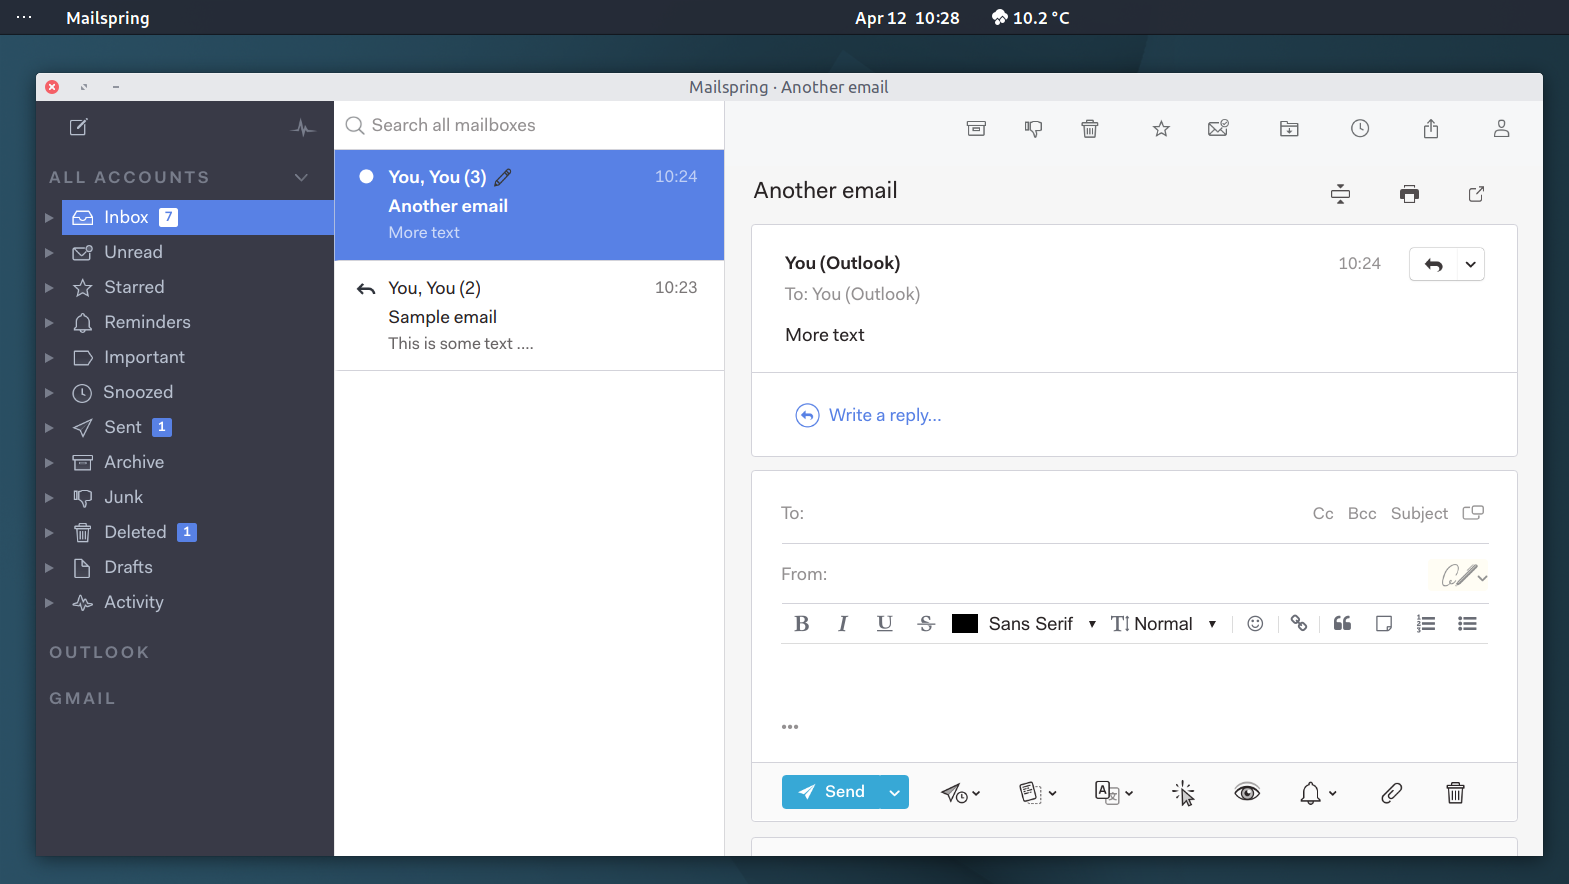 Mailspring
Apr 12 10:28
10.2 °C
Mailspring · Another email
ALL ACCOUNTS
Inbox 7
Unread
Starred
Reminders
Important
Snoozed
Sent 1
Archive
Junk
Deleted 1
Drafts
Activity
OUTLOOK
GMAIL
Search all mailboxes
You, You (3) 10:24
Another email
More text
You, You (2) 10:23
Sample email
This is some text ....
Another email
You (Outlook) 10:24
To: You (Outlook)
More text
Write a reply...
To: Cc Bcc Subject
From:
B I U S Sans Serif Normal
Send